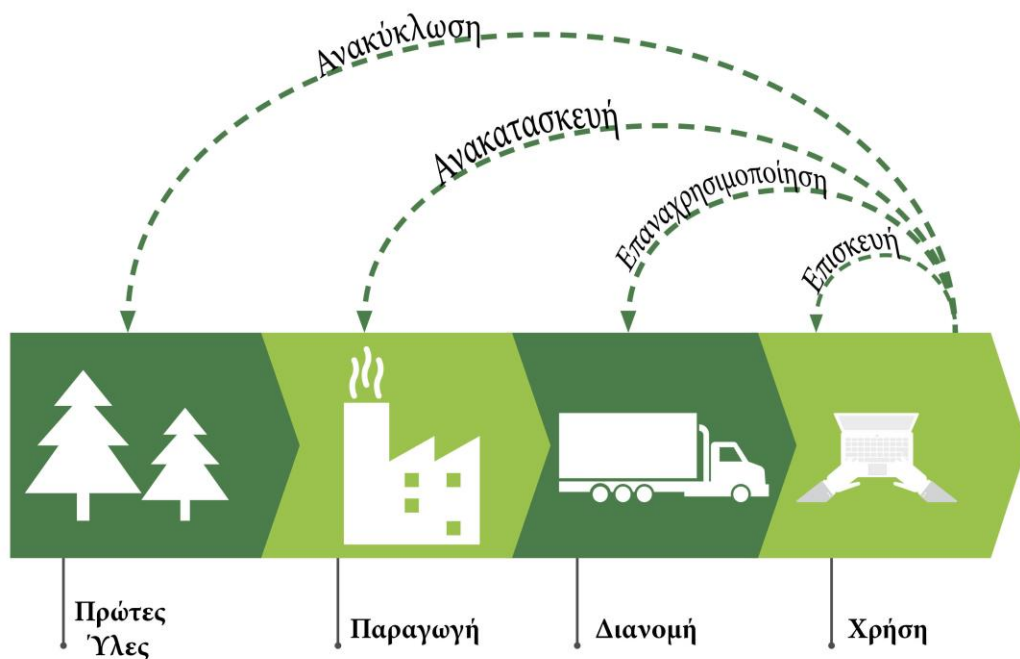 Ανακύκλωση
Ανακατασκευή
Επαναχρησιμοποίηση
Επισκευή
Πρώτες
Ύλες
Παραγωγή
Διανομή
Χρήση